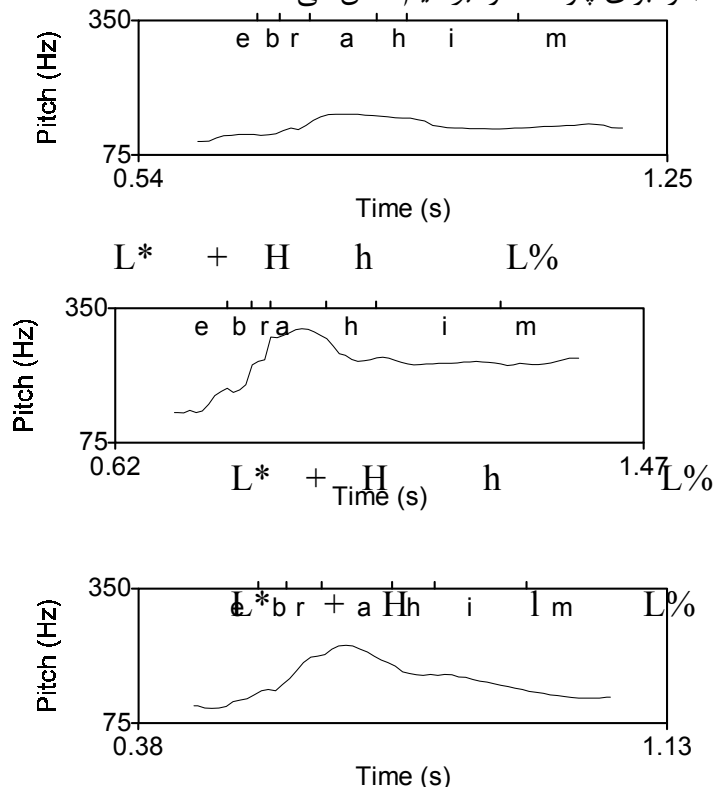 350
e b r a h i m
Pitch (Hz)
75
0.54 1.25
Time (s)
L* + H h L%
350
e b r a h i m
Pitch (Hz)
75
0.62 1.47
L* + H h L%
Time (s)
350
L* + H l L%
e b r a h i m
Pitch (Hz)
75
0.38 1.13
Time (s)